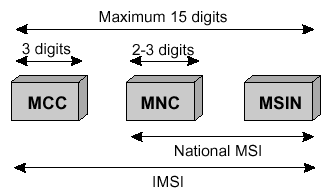 Maximum 15 digits
3 digits
2-3 digits
MCC
MNC
MSIN
National MSI
IMSI